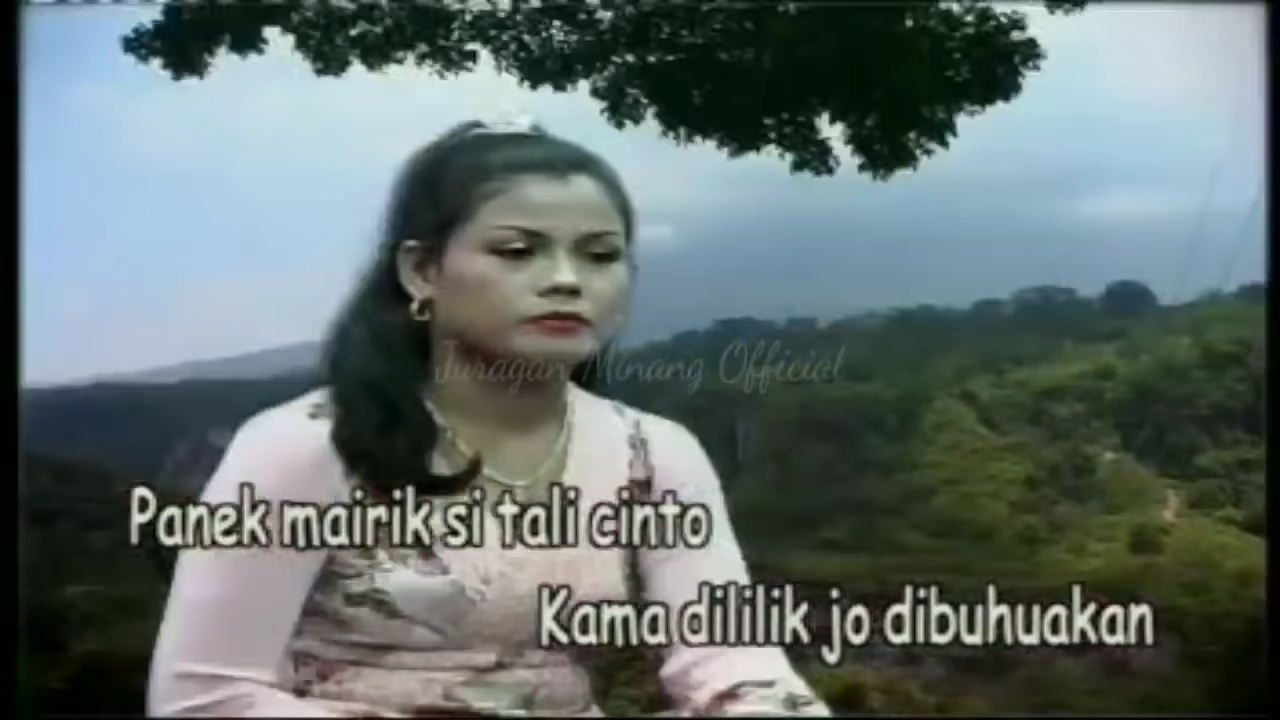 Juragan Minang Official
Panek mairik si tali cinto
Kama dililik jo dibuhuakan